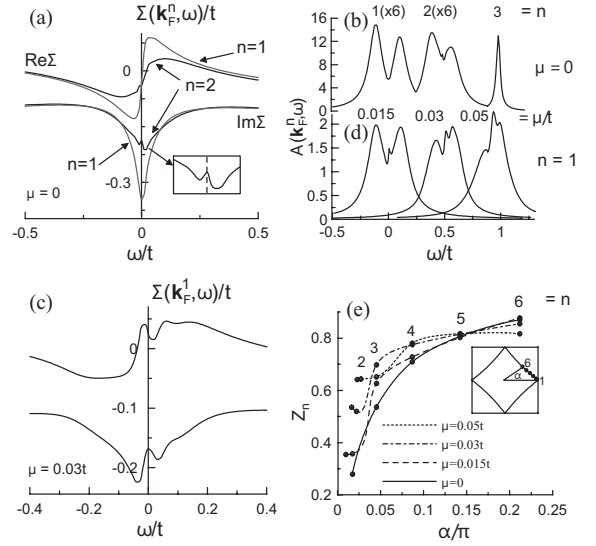 (a) Σ(k_F^n,ω)/t
ReΣ
0
n=1
n=2
ImΣ
n=1
-0.3
μ = 0
-0.5 0 0.5
ω/t
(b) 1(x6) 2(x6) 3 = n
16
12
8
4
0
μ = 0
A(k_F^n,ω)
(d) 0.015 0.03 0.05 = μ/t
2
1.6
1.2
0.8
0.4
0
n = 1
-0.5 0 0.5 1
ω/t
(c) Σ(k_F^1,ω)/t
0
-0.1
-0.2
μ = 0.03t
-0.4 -0.2 0 0.2 0.4
ω/t
(e) 2 3 4 5 6 = n
0.8
0.6
0.4
0.2
Z_n
α
6
1
μ=0.05t
μ=0.03t
μ=0.015t
μ=0
0 0.05 0.1 0.15 0.2 0.25
α/π